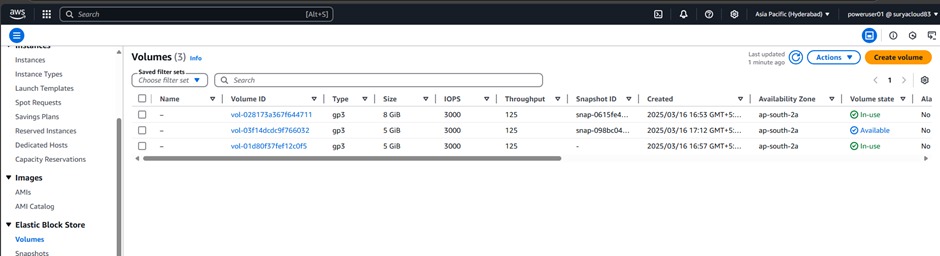 aws
Search [Alt+S]
Asia Pacific (Hyderabad) poweruser01 @ suryacloud83
Instances
Instances
Instance Types
Launch Templates
Spot Requests
Savings Plans
Reserved Instances
Dedicated Hosts
Capacity Reservations
Images
AMIs
AMI Catalog
Elastic Block Store
Volumes
Snapshots
Volumes (3) Info
Last updated
1 minute ago
Actions
Create volume
Saved filter sets
Choose filter set
Search
1
Name Volume ID Type Size IOPS Throughput Snapshot ID Created Availability Zone Volume state Ala
– vol-028173a367f644711 gp3 8 GiB 3000 125 snap-0615fe4... 2025/03/16 16:53 GMT+5:... ap-south-2a In-use No
– vol-03f14dcdc9f766032 gp3 5 GiB 3000 125 snap-098bc04... 2025/03/16 17:12 GMT+5:... ap-south-2a Available No
– vol-01d80f37fef12c0f5 gp3 5 GiB 3000 125 - 2025/03/16 16:57 GMT+5:... ap-south-2a In-use No